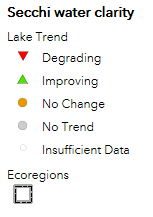 Secchi water clarity
Lake Trend
Degrading
Improving
No Change
No Trend
Insufficient Data
Ecoregions